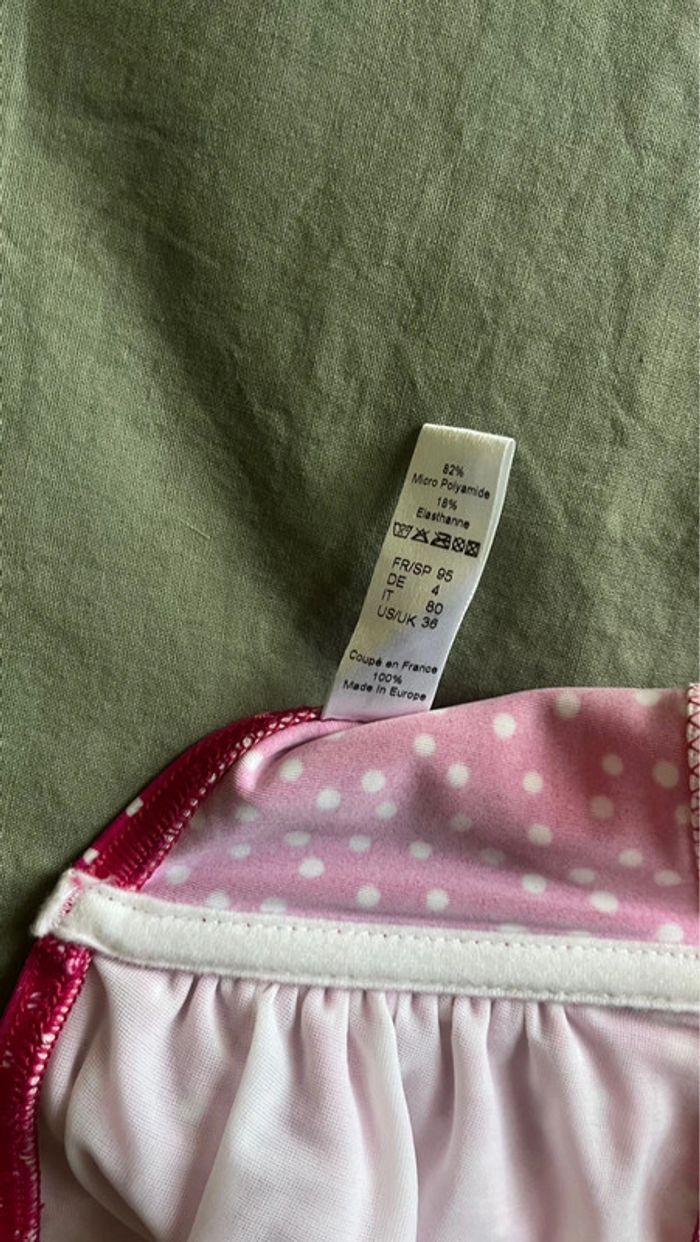 82%
Micro Polyamide
18%
Elasthanne
FR/SP 95
DE 4
IT 80
US/UK 36
Coupé en France
100%
Made In Europe